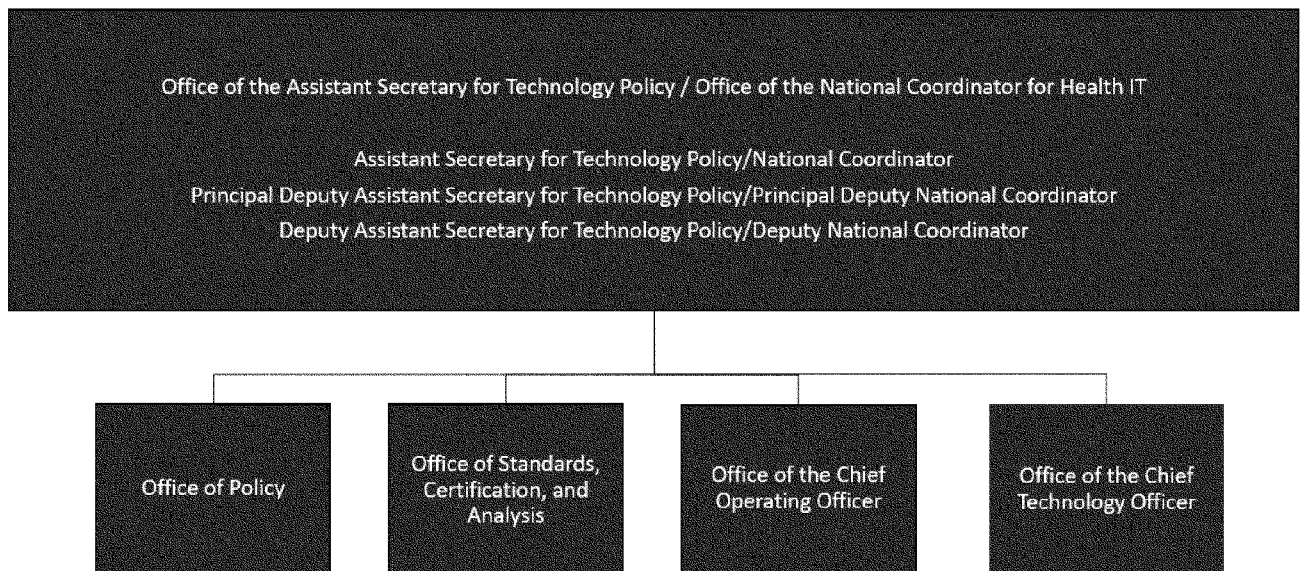 Office of the Assistant Secretary for Technology Policy / Office of the National Coordinator for Health IT
Assistant Secretary for Technology Policy/National Coordinator
Principal Deputy Assistant Secretary for Technology Policy/Principal Deputy National Coordinator
Deputy Assistant Secretary for Technology Policy/Deputy National Coordinator
Office of Policy
Office of Standards,
Certification, and
Analysis
Office of the Chief
Operating Officer
Office of the Chief
Technology Officer